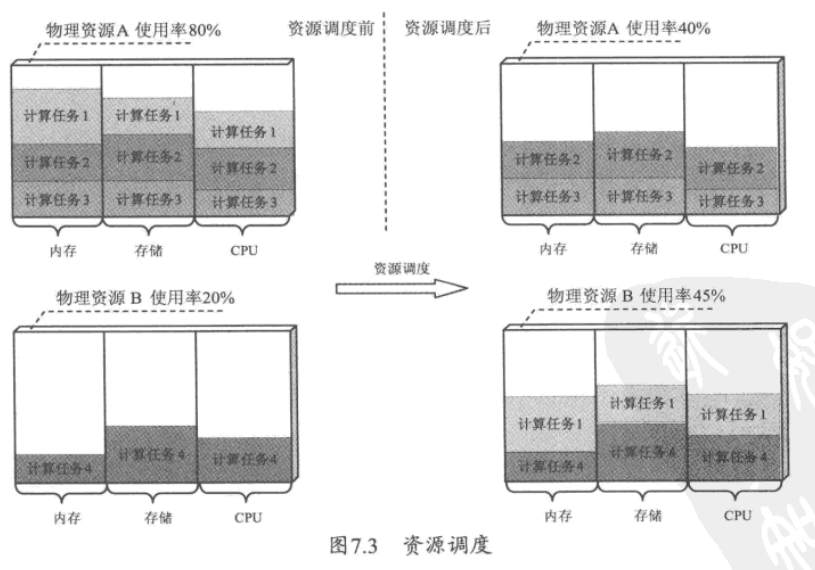 物理资源A 使用率80%
资源调度前
资源调度后
物理资源A 使用率40%
计算任务1
计算任务1
计算任务1
计算任务2
计算任务2
计算任务2
计算任务3
计算任务3
计算任务3
内存
存储
CPU
计算任务2
计算任务2
计算任务2
计算任务3
计算任务3
计算任务3
内存
存储
CPU
资源调度
物理资源 B 使用率20%
物理资源 B 使用率45%
计算任务4
计算任务4
计算任务4
内存
存储
CPU
计算任务1
计算任务1
计算任务1
计算任务4
计算任务4
计算任务4
内存
存储
CPU
图7.3 资源调度